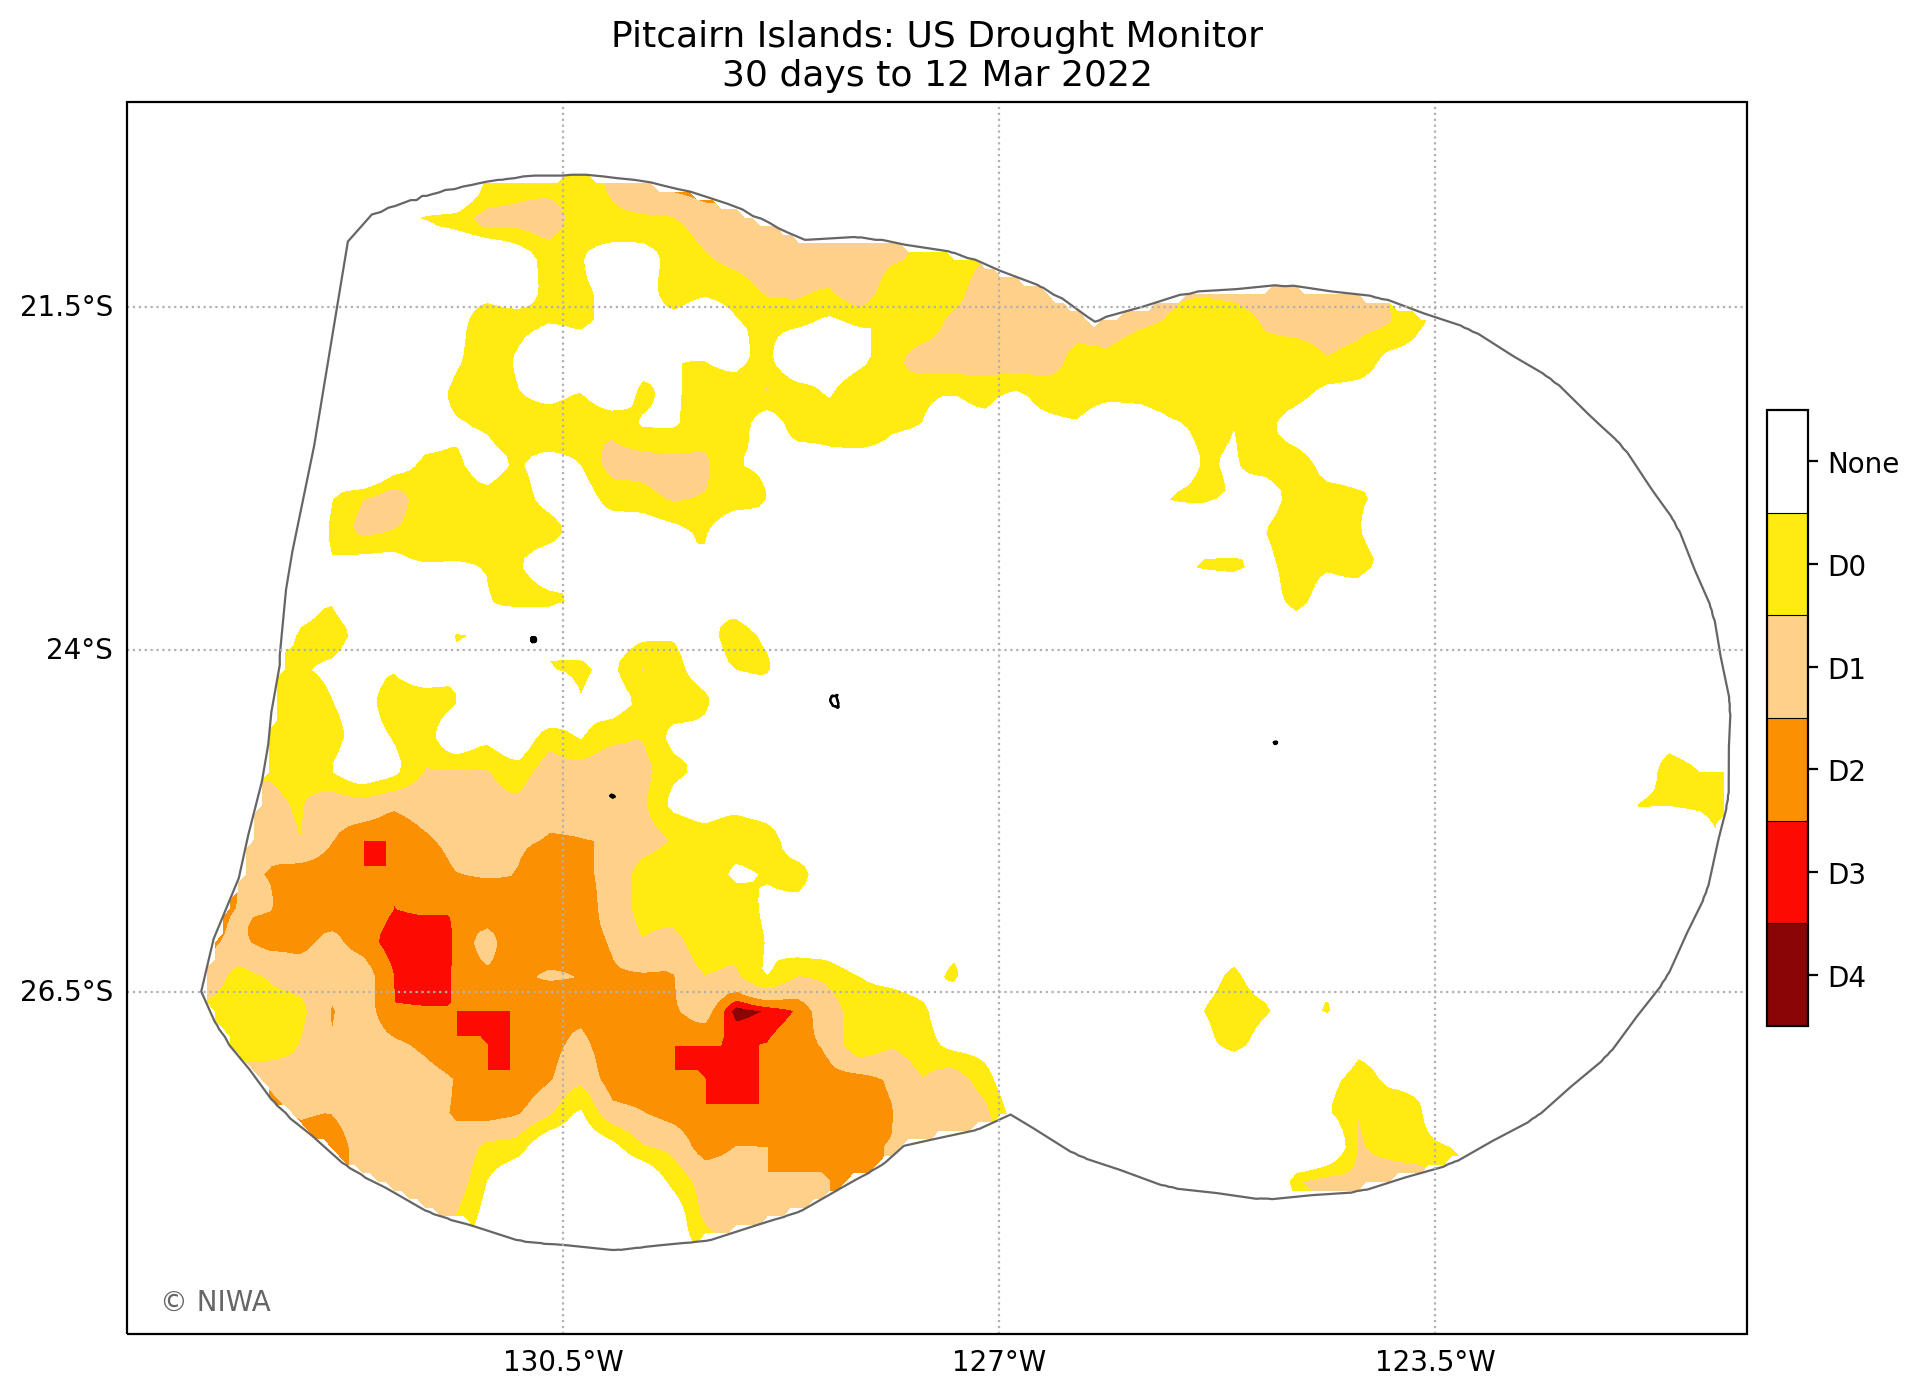 Pitcairn Islands: US Drought Monitor
30 days to 12 Mar 2022
21.5°S
24°S
26.5°S
130.5°W
127°W
123.5°W
None
D0
D1
D2
D3
D4
© NIWA